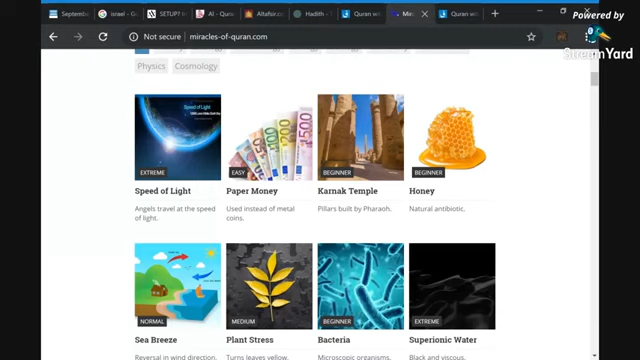 Septembe
israel - G
SETUP?
AI - Quran
Altafsir.c
Hadith -
Quran w
Mira
Quran wi
Powered by
StreamYard
Not secure | miracles-of-quran.com
Physics Cosmology
Speed of Light
EXTREME EASY BEGINNER BEGINNER
Speed of Light Paper Money Karnak Temple Honey
Angels travel at the speed of light.
Used instead of metal coins.
Pillars built by Pharaoh.
Natural antibiotic.
NORMAL MEDIUM BEGINNER EXTREME
Sea Breeze Plant Stress Bacteria Superionic Water
Reversal in wind direction. Turns leaves yellow. Microscopic organisms. Black and viscous.